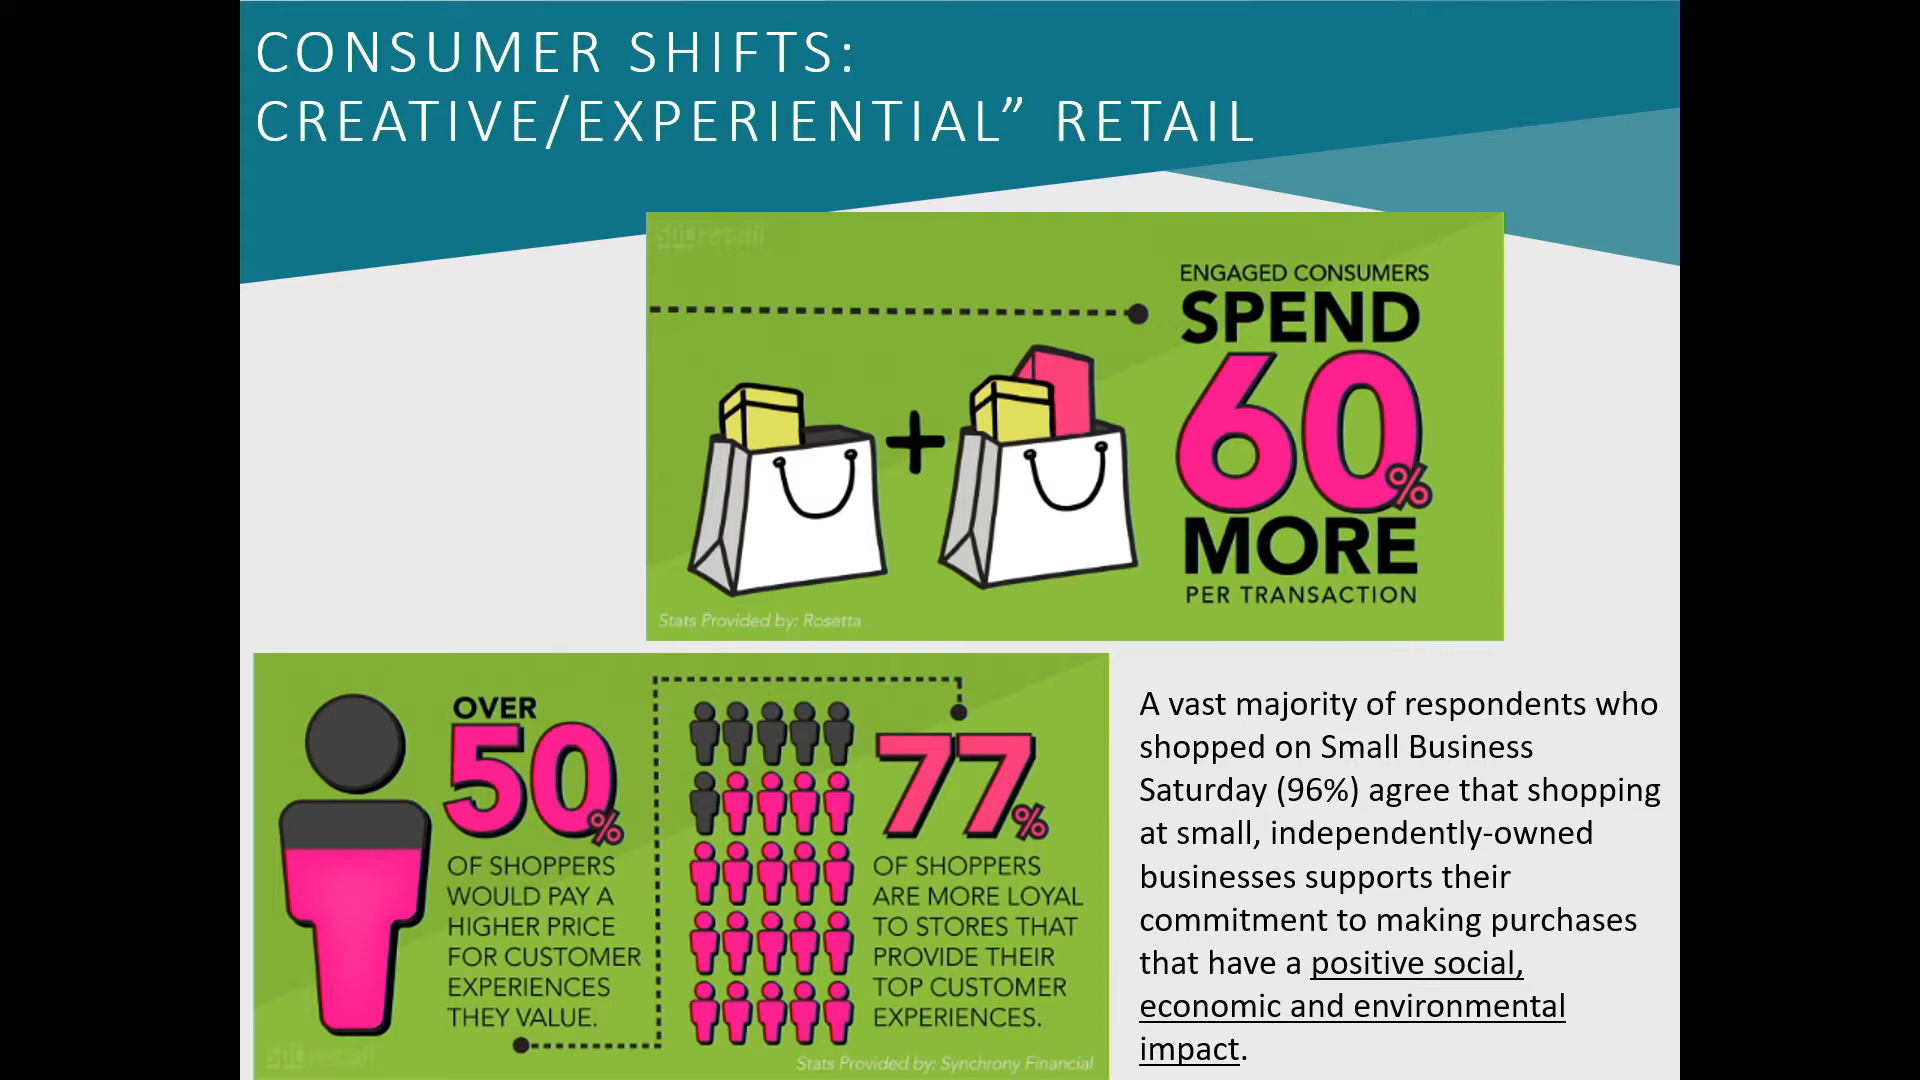 CONSUMER SHIFTS:
CREATIVE/EXPERIENTIAL” RETAIL
ENGAGED CONSUMERS
SPEND
60%
MORE
PER TRANSACTION
Stats Provided by: Rosetta
OVER
50%
OF SHOPPERS
WOULD PAY A
HIGHER PRICE
FOR CUSTOMER
EXPERIENCES
THEY VALUE.
77%
OF SHOPPERS
ARE MORE LOYAL
TO STORES THAT
PROVIDE THEIR
TOP CUSTOMER
EXPERIENCES.
Stats Provided by: Synchrony Financial
A vast majority of respondents who
shopped on Small Business
Saturday (96%) agree that shopping
at small, independently-owned
businesses supports their
commitment to making purchases
that have a positive social,
economic and environmental
impact.